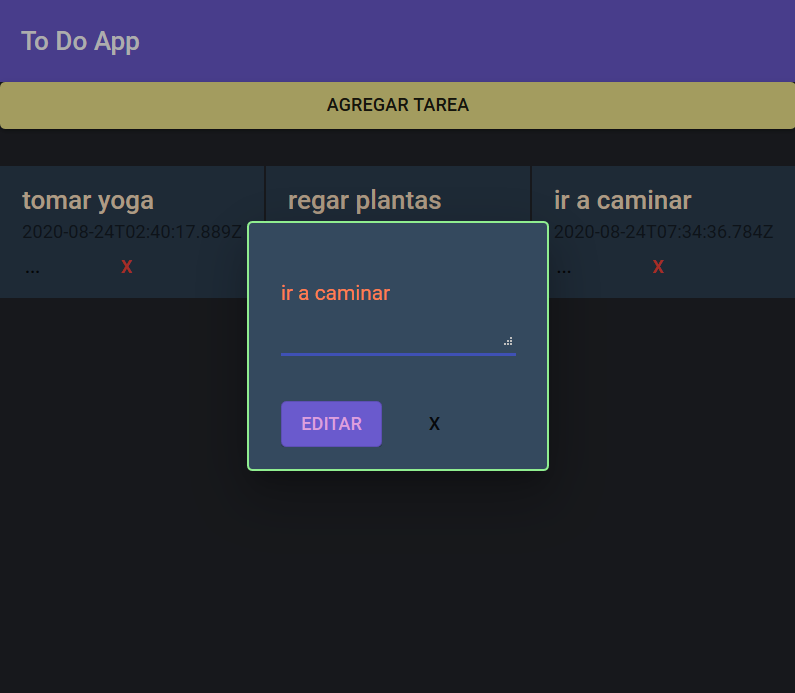 To Do App
AGREGAR TAREA
tomar yoga
2020-08-24T02:40:17.889Z
... X
regar plantas
ir a caminar
2020-08-24T07:34:36.784Z
... X
ir a caminar
EDITAR X